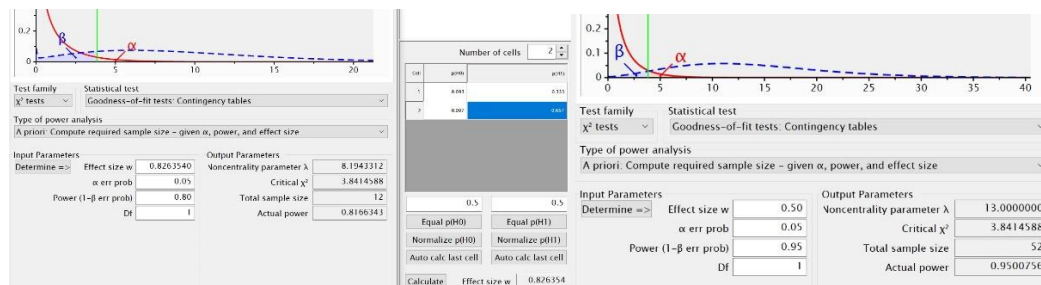 0.2
β
α
0
0
5
10
15
20
Test family Statistical test
χ² tests Goodness-of-fit tests: Contingency tables
Type of power analysis
A priori: Compute required sample size – given α, power, and effect size
Input Parameters Output Parameters
Determine => Effect size w 0.8263540 Noncentrality parameter λ 8.1943312
α err prob 0.05 Critical χ² 3.8414588
Power (1-β err prob) 0.80 Total sample size 12
Df 1 Actual power 0.8166343
Number of cells 2
Cell p(H0) p(H1)
1
2
0.5 0.5
Equal p(H0) Equal p(H1)
Normalize p(H0) Normalize p(H1)
Auto calc last cell Auto calc last cell
Calculate Effect size w 0.826354
0.2
0.1
β
α
0
0 5 10 15 20 25 30 35 40
Test family Statistical test
χ² tests Goodness-of-fit tests: Contingency tables
Type of power analysis
A priori: Compute required sample size – given α, power, and effect size
Input Parameters Output Parameters
Determine => Effect size w 0.50 Noncentrality parameter λ 13.0000000
α err prob 0.05 Critical χ² 3.8414588
Power (1-β err prob) 0.95 Total sample size 52
Df 1 Actual power 0.9500756